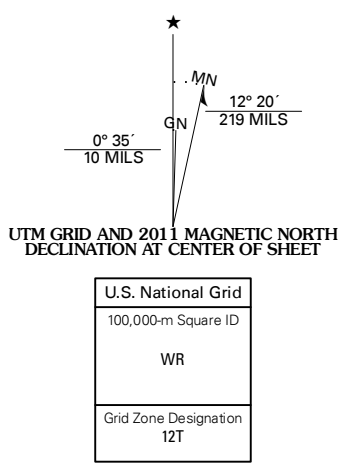 ★
MN
GN
12° 20´
219 MILS
0° 35´
10 MILS
UTM GRID AND 2011 MAGNETIC NORTH
DECLINATION AT CENTER OF SHEET
U.S. National Grid
100,000-m Square ID
WR
Grid Zone Designation
12T